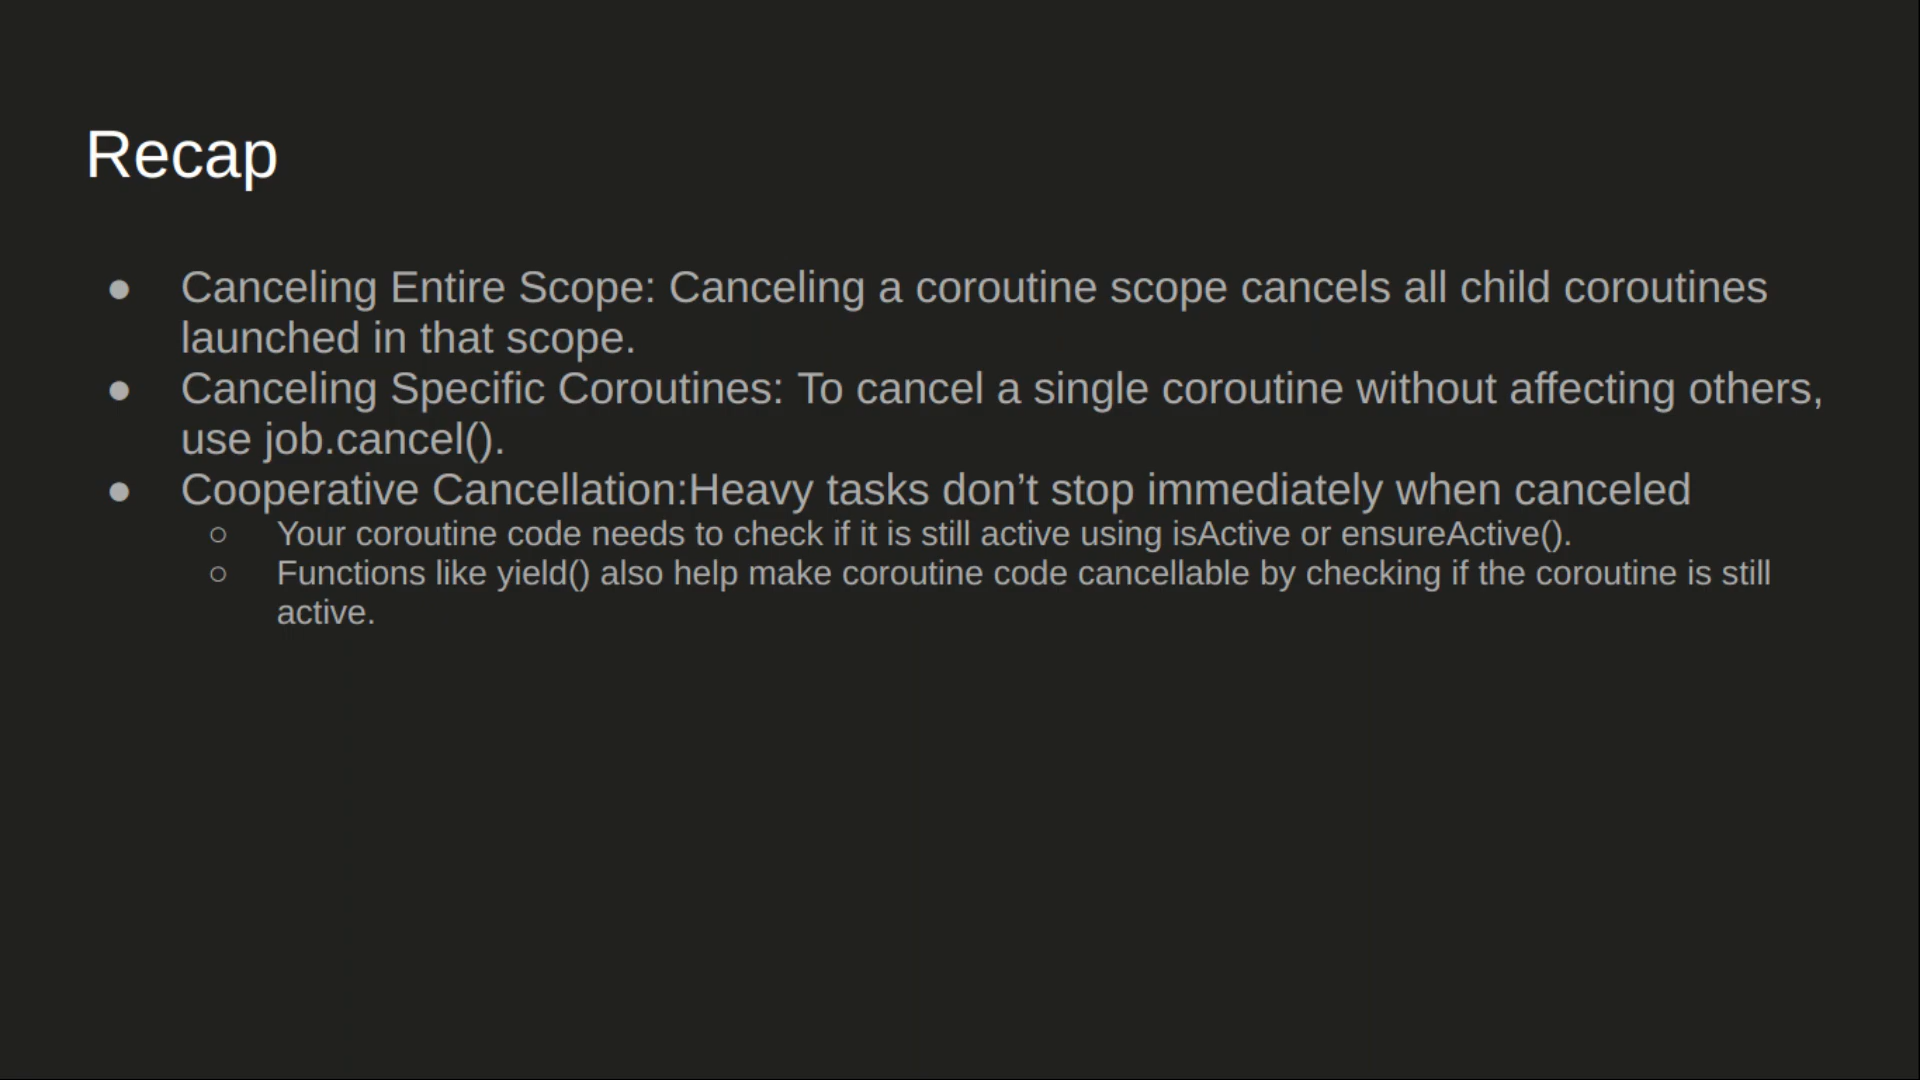 Recap
● Canceling Entire Scope: Canceling a coroutine scope cancels all child coroutines
launched in that scope.
● Canceling Specific Coroutines: To cancel a single coroutine without affecting others,
use job.cancel().
● Cooperative Cancellation:Heavy tasks don’t stop immediately when canceled
○ Your coroutine code needs to check if it is still active using isActive or ensureActive().
○ Functions like yield() also help make coroutine code cancellable by checking if the coroutine is still
active.